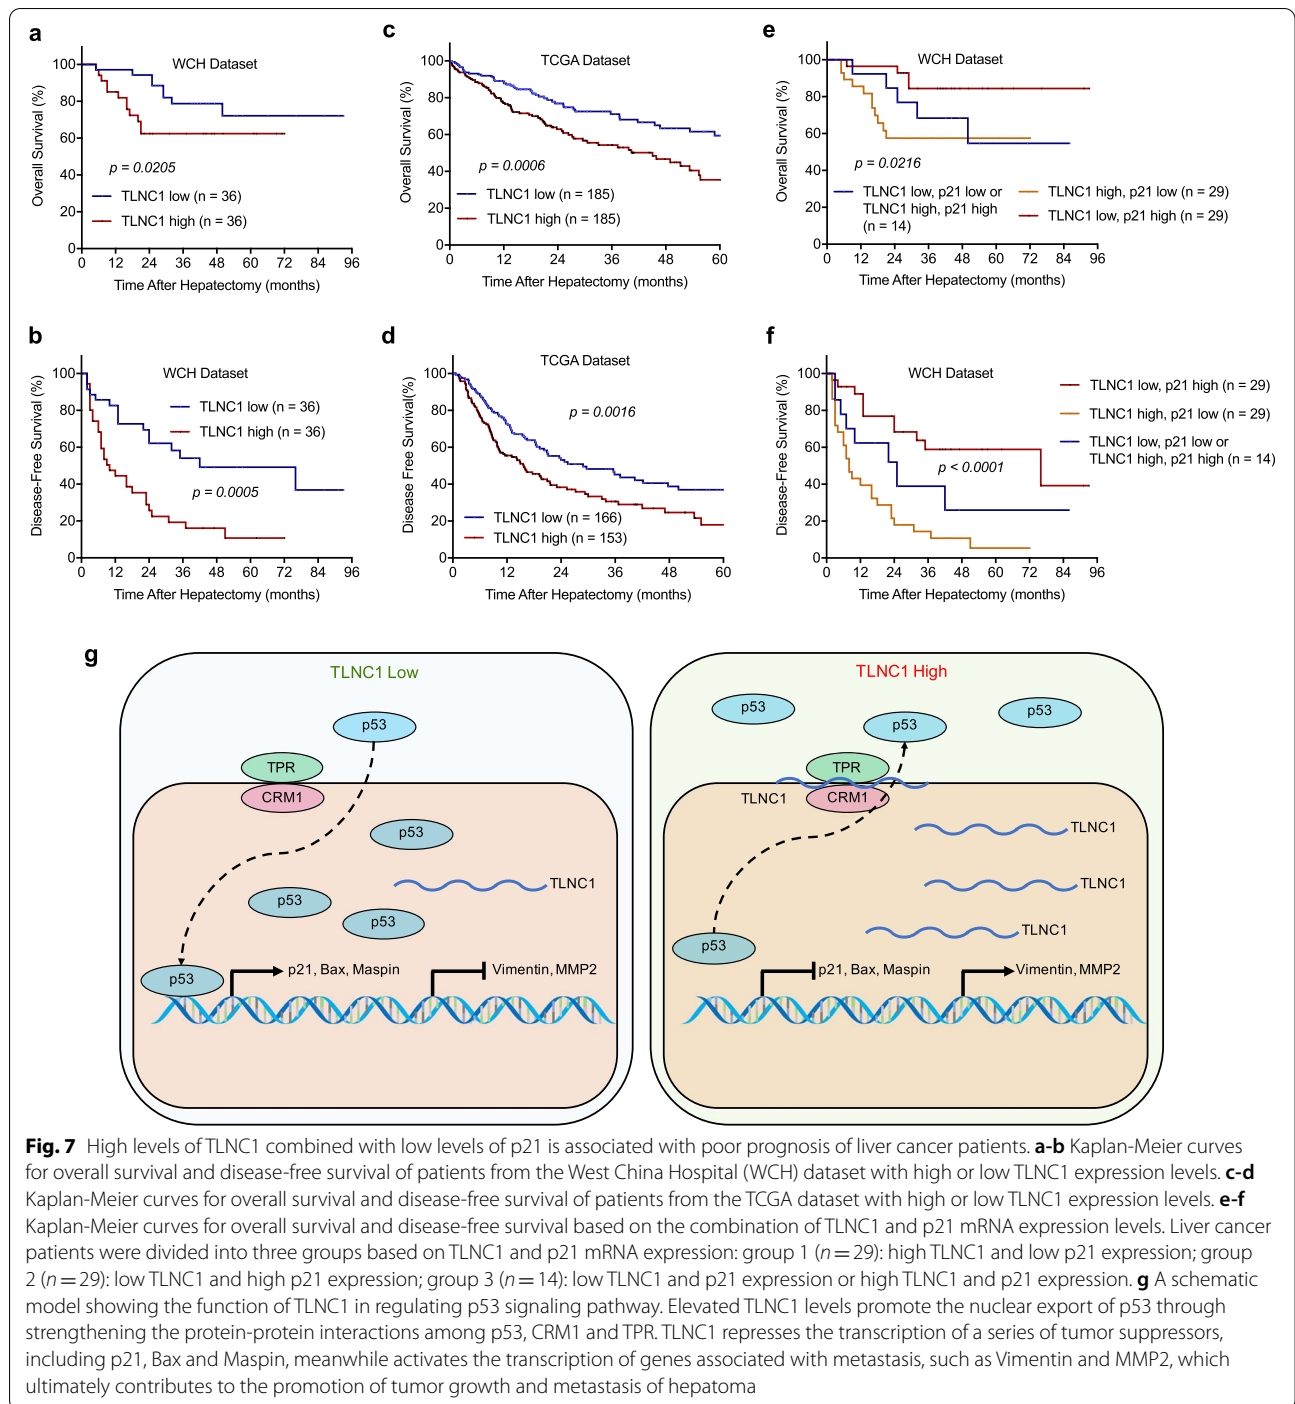 a
WCH Dataset
Overall Survival (%)
100
80
60
40
20
0
p = 0.0205
TLNC1 low (n = 36)
TLNC1 high (n = 36)
0 12 24 36 48 60 72 84 96
Time After Hepatectomy (months)
c
TCGA Dataset
Overall Survival (%)
100
80
60
40
20
0
p = 0.0006
TLNC1 low (n = 185)
TLNC1 high (n = 185)
0 12 24 36 48 60
Time After Hepatectomy (months)
e
WCH Dataset
Overall Survival (%)
100
80
60
40
20
0
p = 0.0216
TLNC1 low, p21 low or
TLNC1 high, p21 high
(n = 14)
TLNC1 high, p21 low (n = 29)
TLNC1 low, p21 high (n = 29)
0 12 24 36 48 60 72 84 96
Time After Hepatectomy (months)
b
WCH Dataset
Disease-Free Survival (%)
100
80
60
40
20
0
TLNC1 low (n = 36)
TLNC1 high (n = 36)
p = 0.0005
0 12 24 36 48 60 72 84 96
Time After Hepatectomy (months)
d
TCGA Dataset
Disease Free Survival(%)
100
80
60
40
20
0
p = 0.0016
TLNC1 low (n = 166)
TLNC1 high (n = 153)
0 12 24 36 48 60
Time After Hepatectomy (months)
f
WCH Dataset
Disease-Free Survival (%)
100
80
60
40
20
0
TLNC1 low, p21 high (n = 29)
TLNC1 high, p21 low (n = 29)
TLNC1 low, p21 low or
TLNC1 high, p21 high (n = 14)
p < 0.0001
0 12 24 36 48 60 72 84 96
Time After Hepatectomy (months)
g
TLNC1 Low
p53
TPR
CRM1
p53
TLNC1
p53
p53
p53
p21, Bax, Maspin
Vimentin, MMP2
TLNC1 High
p53
p53
p53
TPR
TLNC1
CRM1
TLNC1
TLNC1
TLNC1
p53
p21, Bax, Maspin
Vimentin, MMP2
Fig. 7 High levels of TLNC1 combined with low levels of p21 is associated with poor prognosis of liver cancer patients. a-b Kaplan-Meier curves
for overall survival and disease-free survival of patients from the West China Hospital (WCH) dataset with high or low TLNC1 expression levels. c-d
Kaplan-Meier curves for overall survival and disease-free survival of patients from the TCGA dataset with high or low TLNC1 expression levels. e-f
Kaplan-Meier curves for overall survival and disease-free survival based on the combination of TLNC1 and p21 mRNA expression levels. Liver cancer
patients were divided into three groups based on TLNC1 and p21 mRNA expression: group 1 (n = 29): high TLNC1 and low p21 expression; group
2 (n = 29): low TLNC1 and high p21 expression; group 3 (n = 14): low TLNC1 and p21 expression or high TLNC1 and p21 expression. g A schematic
model showing the function of TLNC1 in regulating p53 signaling pathway. Elevated TLNC1 levels promote the nuclear export of p53 through
strengthening the protein-protein interactions among p53, CRM1 and TPR. TLNC1 represses the transcription of a series of tumor suppressors,
including p21, Bax and Maspin, meanwhile activates the transcription of genes associated with metastasis, such as Vimentin and MMP2, which
ultimately contributes to the promotion of tumor growth and metastasis of hepatoma